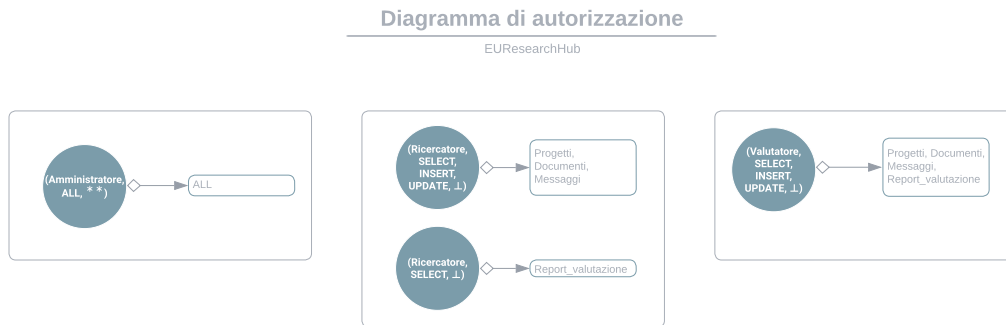 Diagramma di autorizzazione
EUResearchHub
(Amministratore,
ALL, * *)
ALL
(Ricercatore,
SELECT,
INSERT,
UPDATE, ⊥)
Progetti,
Documenti,
Messaggi
(Ricercatore,
SELECT, ⊥)
Report_valutazione
(Valutatore,
SELECT,
INSERT,
UPDATE, ⊥)
Progetti, Documenti,
Messaggi,
Report_valutazione